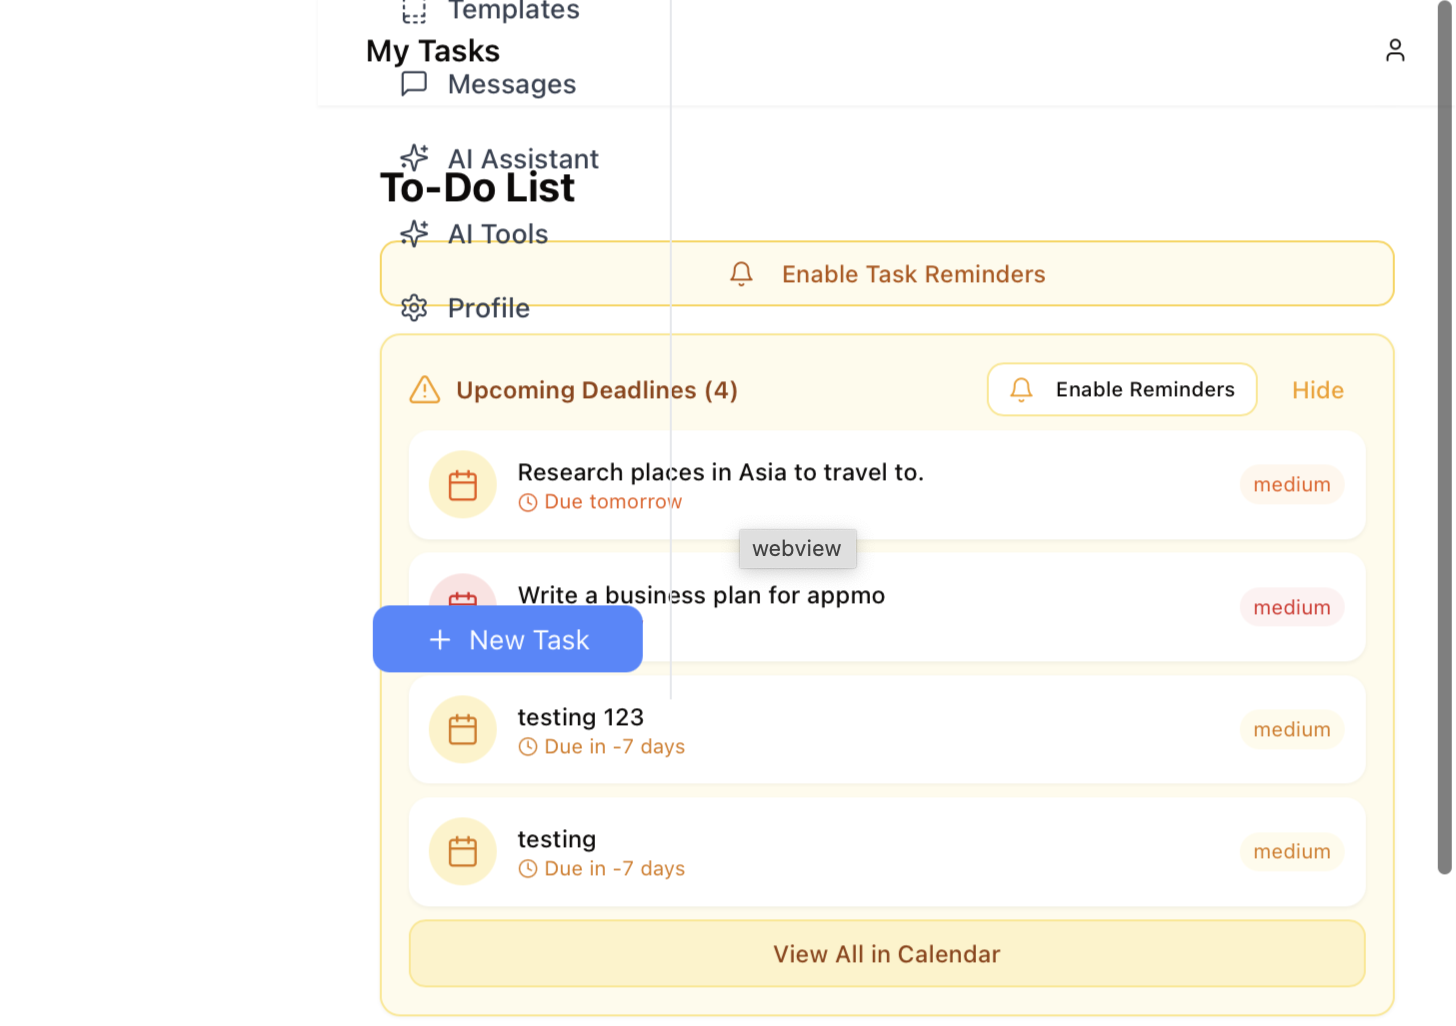 Templates
My Tasks
Messages
AI Assistant
To-Do List
AI Tools
Enable Task Reminders
Profile
Upcoming Deadlines (4)
Enable Reminders
Hide
Research places in Asia to travel to.
Due tomorrow
medium
webview
Write a business plan for appmo
medium
New Task
testing 123
Due in -7 days
medium
testing
Due in -7 days
medium
View All in Calendar